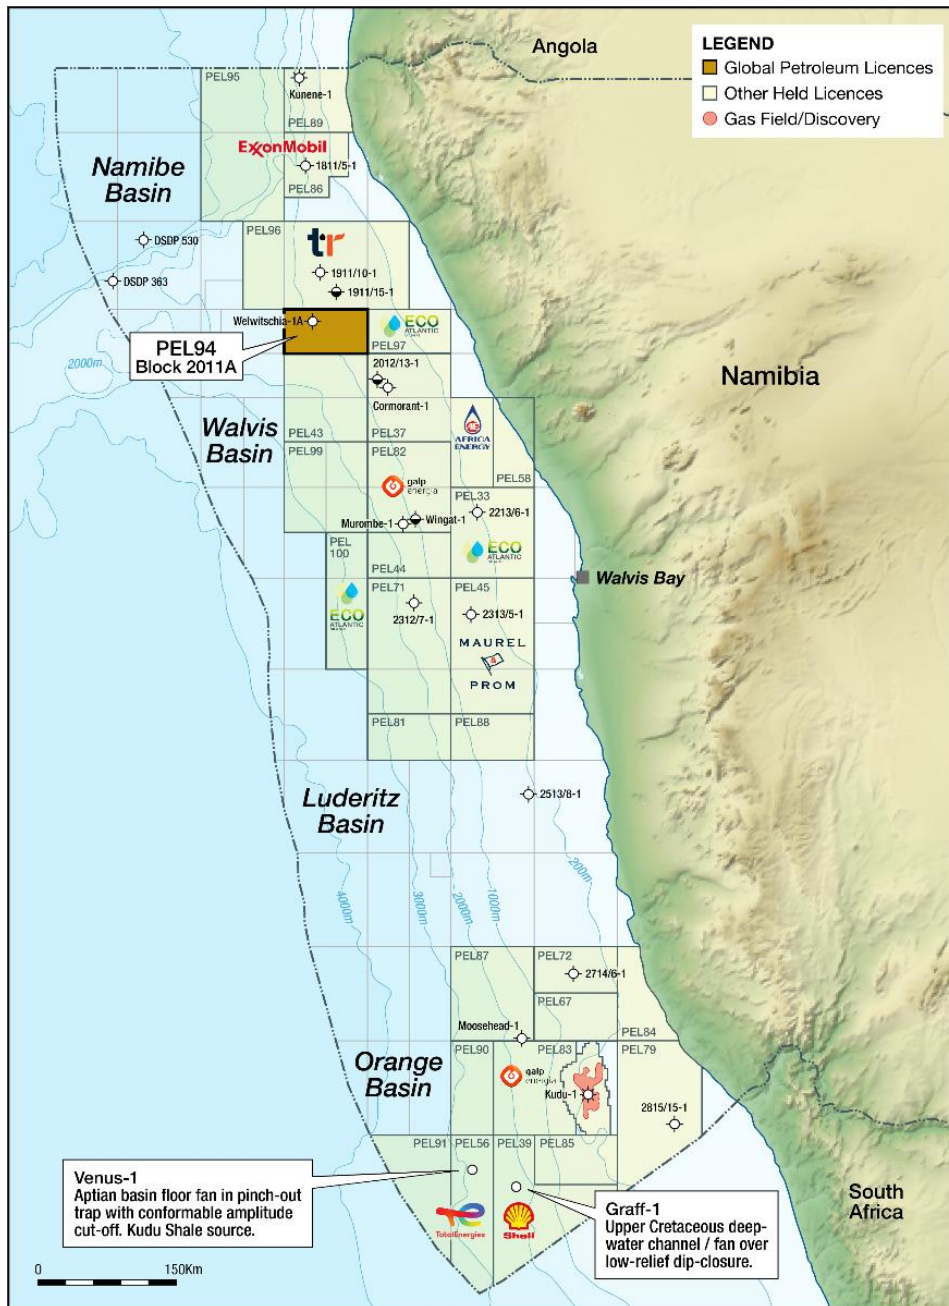 Angola
LEGEND
Global Petroleum Licences
Other Held Licences
Gas Field/Discovery
PEL95
Kunene-1
PEL89
ExxonMobil
1811/5-1
PEL86
Namibe
Basin
DSDP 530
DSDP 363
PEL96
tr
1911/10-1
1911/15-1
Welwitschia-1A
PEL94
Block 2011A
ECO
ATLANTIC
PEL97
2000m
2012/13-1
Cormorant-1
Namibia
Walvis
Basin
PEL43
PEL37
AFRICA
ENERGY
PEL99
PEL82
PEL58
galp
energia
PEL33
2213/6-1
Murombe-1
Wingat-1
PEL
100
PEL44
ECO
ATLANTIC
Walvis Bay
PEL71
PEL45
ECO
ATLANTIC
2312/7-1
2313/5-1
MAUREL
PROM
PEL81
PEL88
Luderitz
Basin
2513/8-1
4000m
3000m
2000m
1000m
200m
PEL87
PEL72
2714/6-1
PEL67
Moosehead-1
PEL84
Orange
Basin
PEL90
galp
energia
PEL83
PEL79
Kudu-1
2815/15-1
PEL91
PEL56
PEL39
PEL85
Venus-1
Aptian basin floor fan in pinch-out
trap with conformable amplitude
cut-off. Kudu Shale source.
TotalEnergies
Shell
Graff-1
Upper Cretaceous deep-
water channel / fan over
low-relief dip-closure.
South
Africa
0
150Km